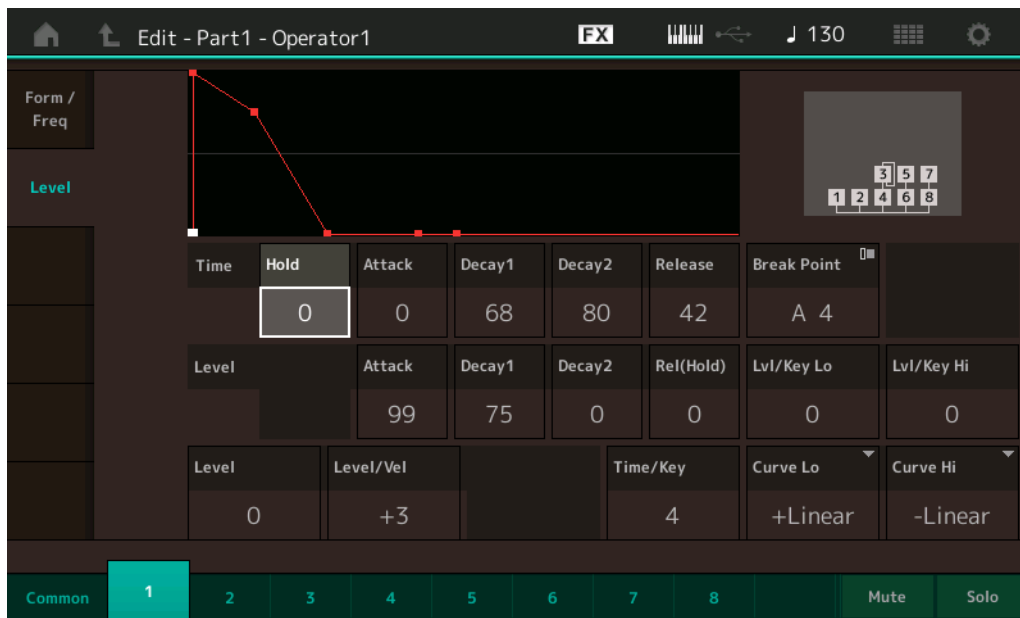 Edit - Part1 - Operator1 FX ♩ 130
Form /
Freq
Level
3 5 7
1 2 4 6 8
Time Hold Attack Decay1 Decay2 Release Break Point
0 0 68 80 42 A 4
Level Attack Decay1 Decay2 Rel(Hold) Lvl/Key Lo Lvl/Key Hi
99 75 0 0 0 0
Level Level/Vel Time/Key Curve Lo Curve Hi
0 +3 4 +Linear -Linear
Common 1 2 3 4 5 6 7 8 Mute Solo